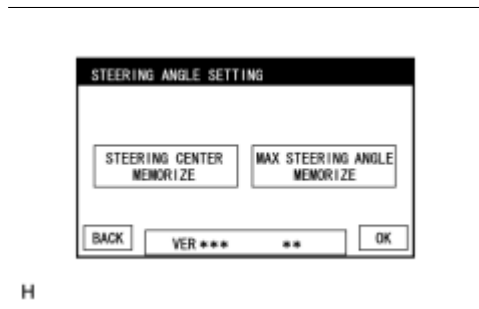 STEERING ANGLE SETTING
STEERING CENTER
MEMORIZE
MAX STEERING ANGLE
MEMORIZE
BACK
VER*** **
OK
H